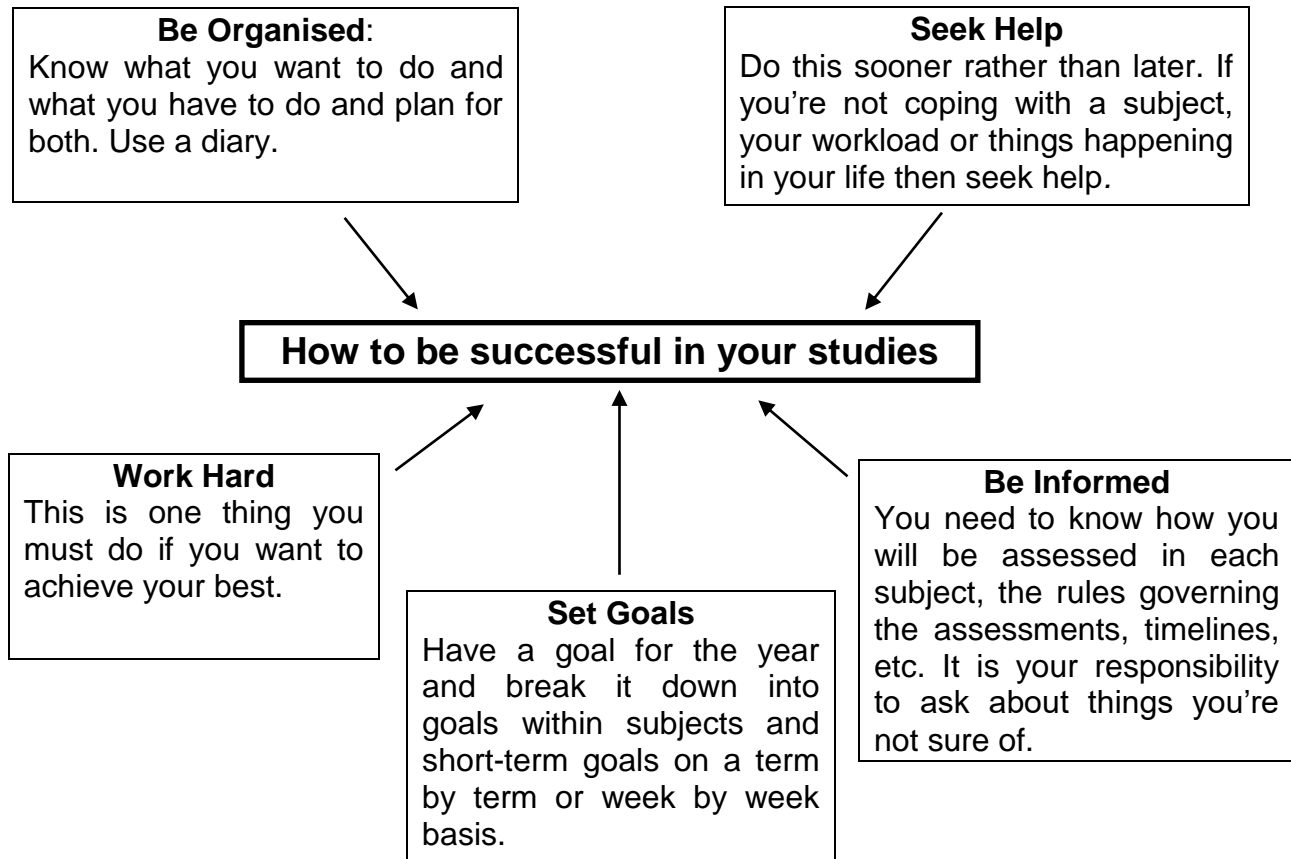 Be Organised:
Know what you want to do and
what you have to do and plan for
both. Use a diary.
Seek Help
Do this sooner rather than later. If
you’re not coping with a subject,
your workload or things happening
in your life then seek help.
How to be successful in your studies
Work Hard
This is one thing you
must do if you want to
achieve your best.
Set Goals
Have a goal for the year
and break it down into
goals within subjects and
short-term goals on a term
by term or week by week
basis.
Be Informed
You need to know how you
will be assessed in each
subject, the rules governing
the assessments, timelines,
etc. It is your responsibility
to ask about things you’re
not sure of.